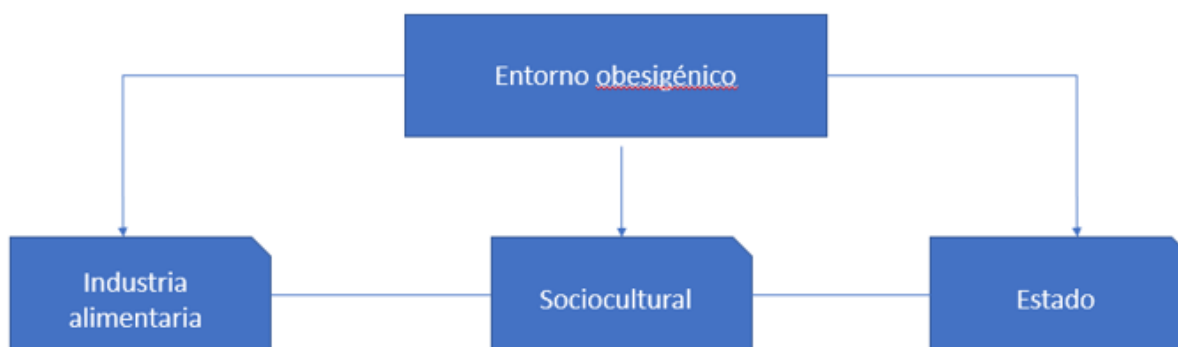 Entorno obesigénico
Industria
alimentaria
Sociocultural
Estado